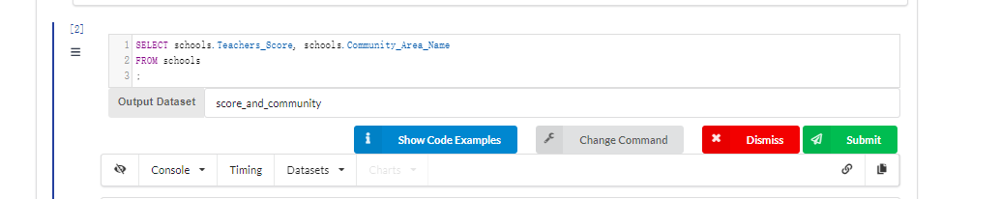 [2]
1 SELECT schools.Teachers_Score, schools.Community_Area_Name
2 FROM schools
3 ;
Output Dataset score_and_community
Show Code Examples Change Command Dismiss Submit
Console Timing Datasets Charts